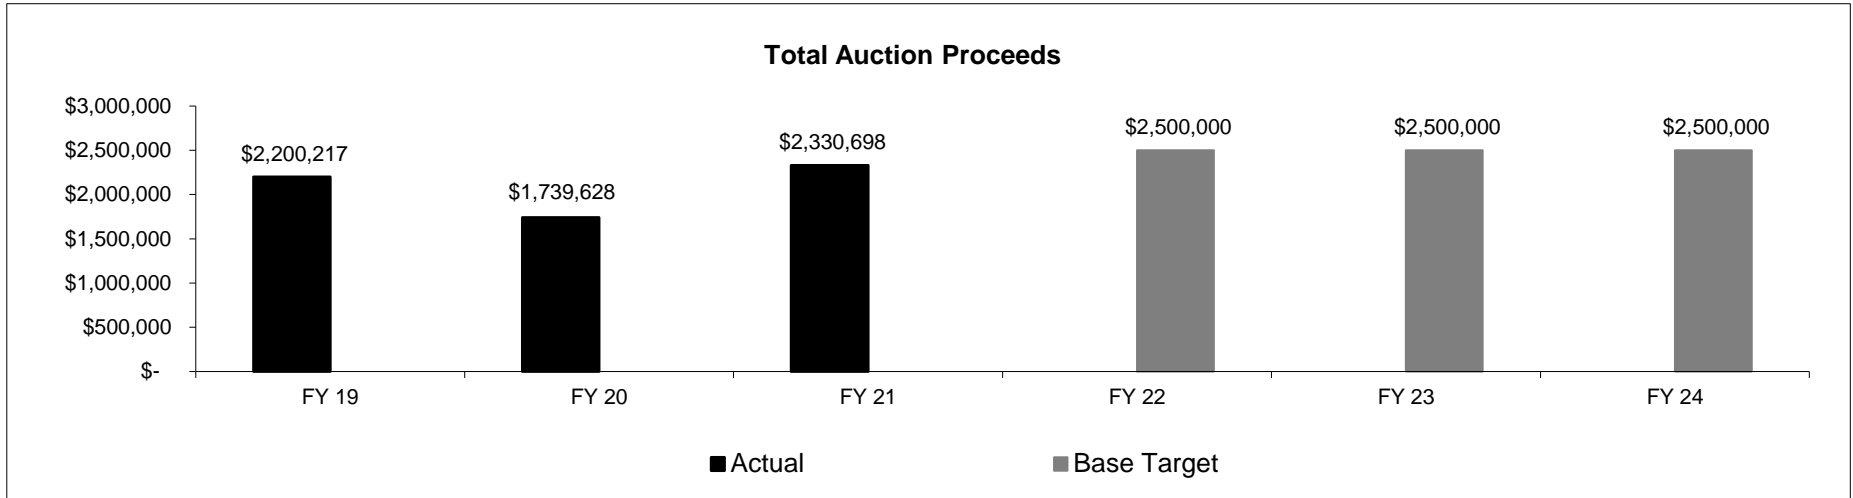 Total Auction Proceeds
$3,000,000
$2,500,000
$2,000,000
$1,500,000
$1,000,000
$500,000
$-
$2,200,217
$1,739,628
$2,330,698
$2,500,000
$2,500,000
$2,500,000
FY 19
FY 20
FY 21
FY 22
FY 23
FY 24
Actual
Base Target